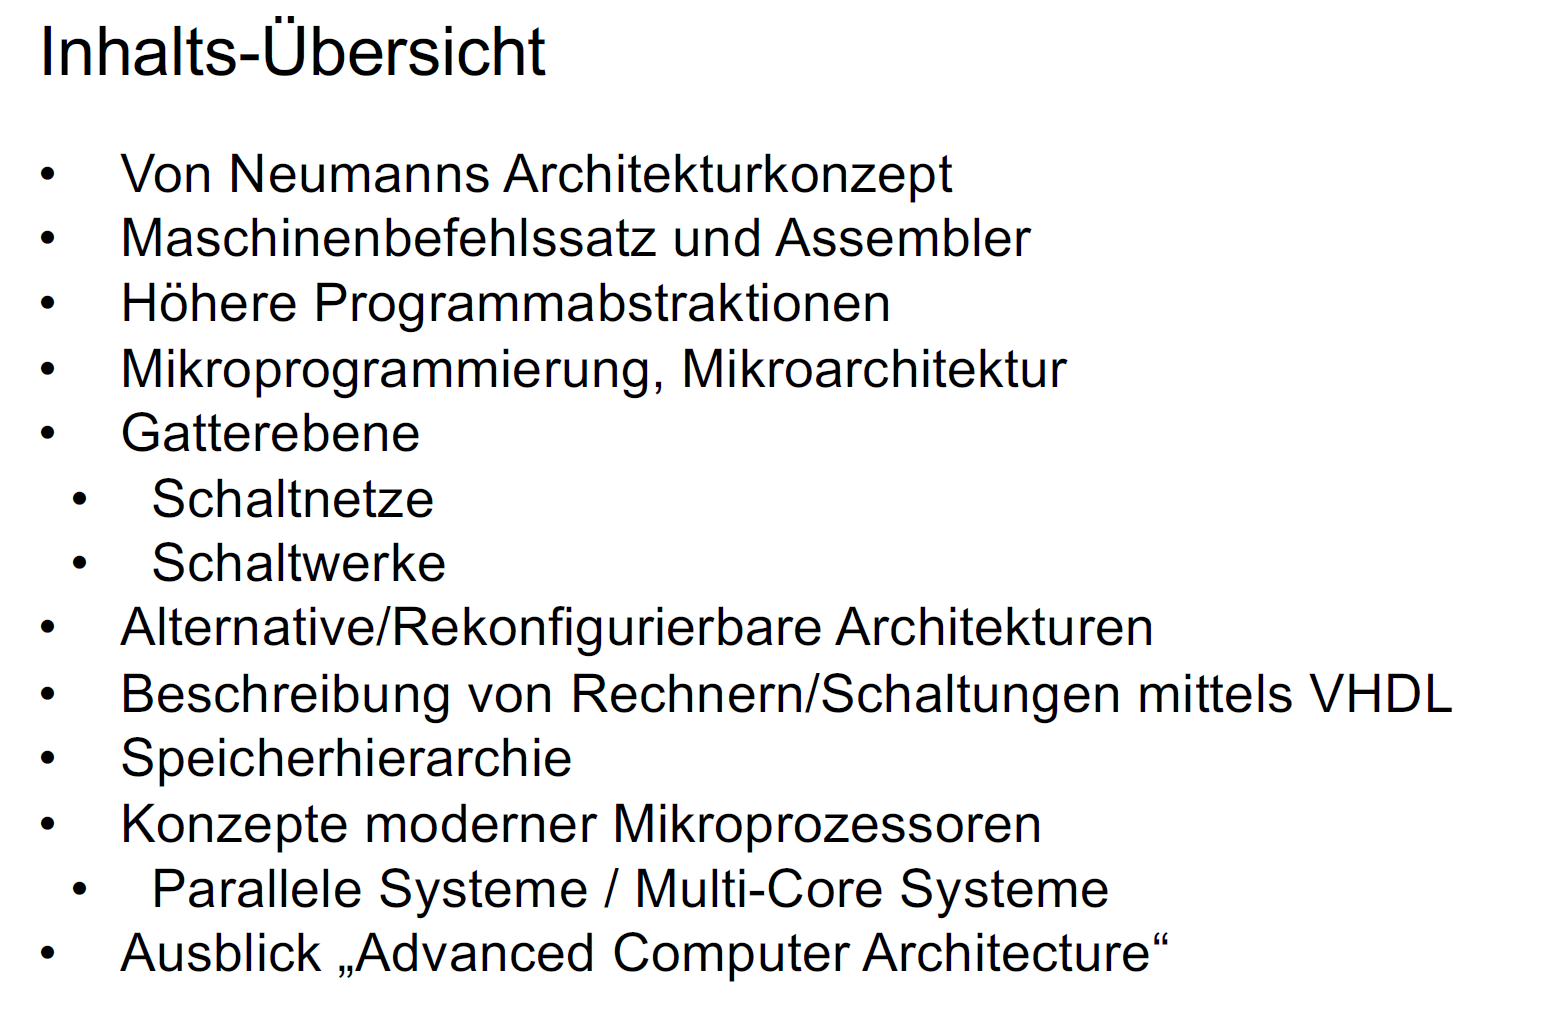 Inhalts-Übersicht
• Von Neumanns Architekturkonzept
• Maschinenbefehlssatz und Assembler
• Höhere Programmabstraktionen
• Mikroprogrammierung, Mikroarchitektur
• Gatterebene
• Schaltnetze
• Schaltwerke
• Alternative/Rekonfigurierbare Architekturen
• Beschreibung von Rechnern/Schaltungen mittels VHDL
• Speicherhierarchie
• Konzepte moderner Mikroprozessoren
• Parallele Systeme / Multi-Core Systeme
• Ausblick „Advanced Computer Architecture“